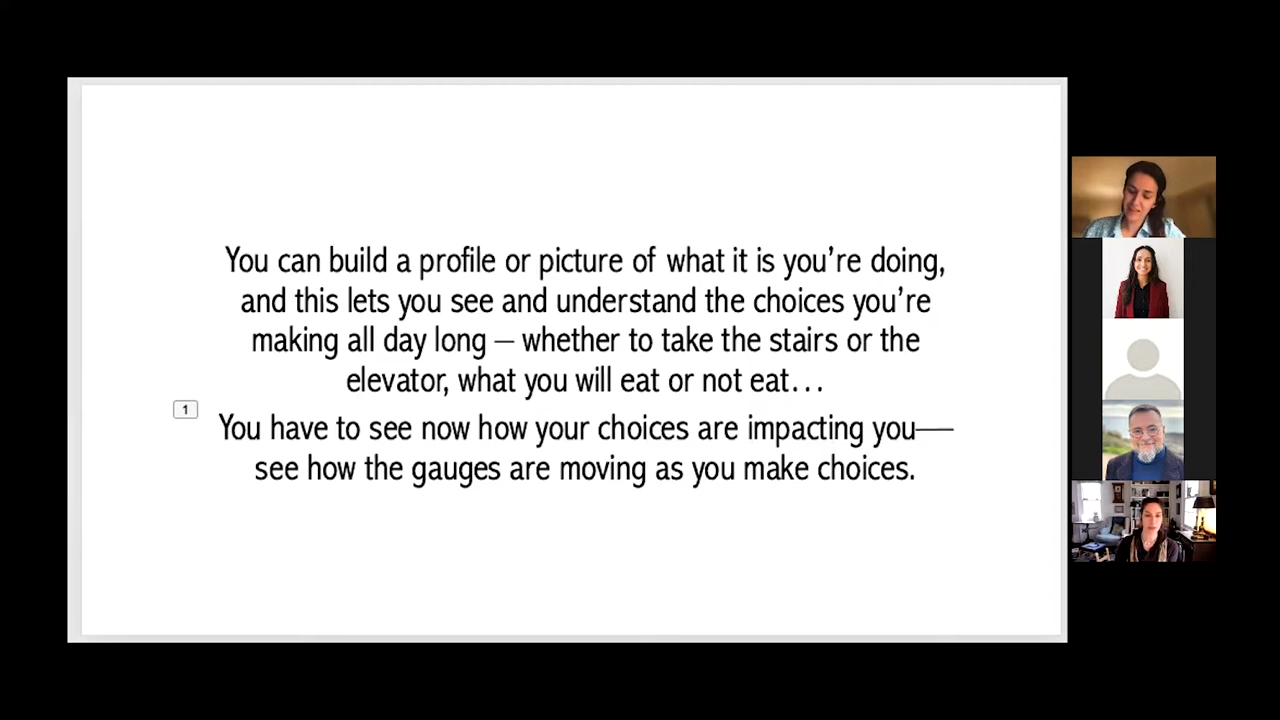 You can build a profile or picture of what it is you’re doing,
and this lets you see and understand the choices you’re
making all day long – whether to take the stairs or the
elevator, what you will eat or not eat…
1
You have to see now how your choices are impacting you—
see how the gauges are moving as you make choices.